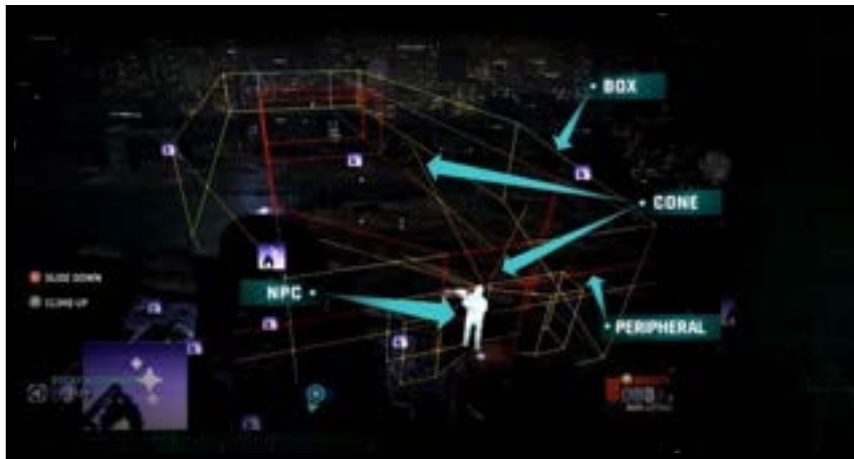 BOX
CONE
SLIDE DOWN
NPC
CLIMB UP
PERIPHERAL